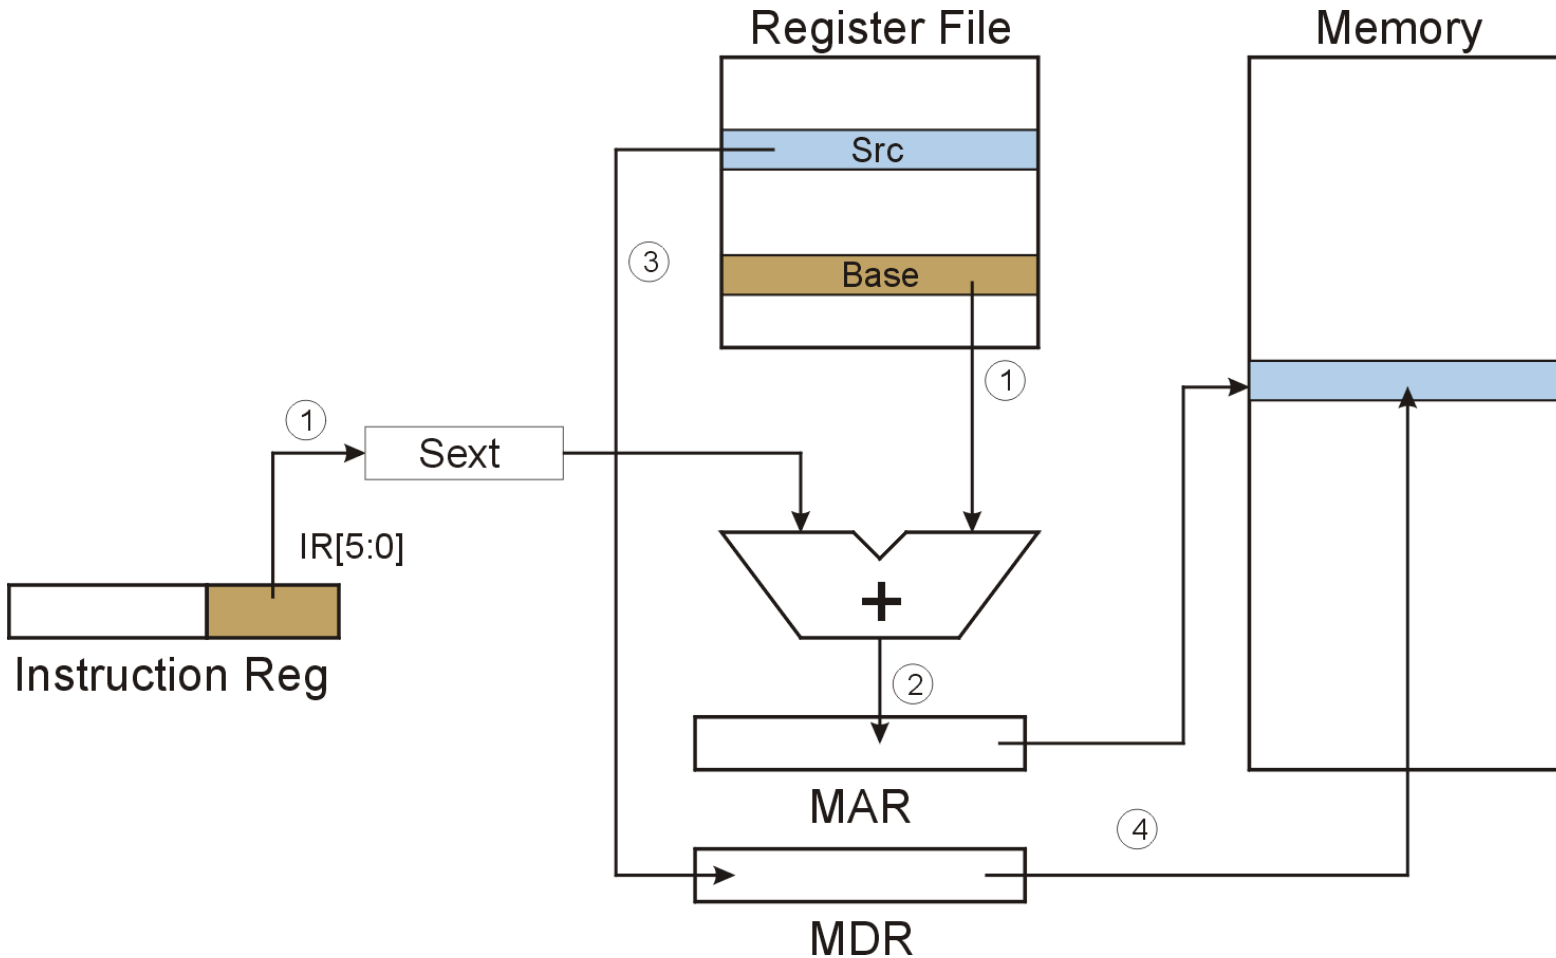 Register File
Memory
Src
3
Base
1
1
Sext
IR[5:0]
+
Instruction Reg
2
MAR
4
MDR